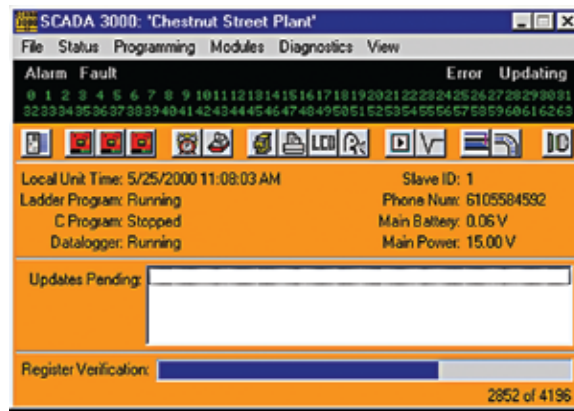 SCADA 3000: "Chestnut Street Plant"
File Status Programming Modules Diagnostics View
Alarm Fault Error Updating
0 1 2 3 4 5 6 7 8 9 10 11 12 13 14 15 16 17 18 19 20 21 22 23 24 25 26 27 28 29 30 31
32 33 34 35 36 37 38 39 40 41 42 43 44 45 46 47 48 49 50 51 52 53 54 55 56 57 58 59 60 61 62 63
LCD
Local Unit Time: 5/25/2000 11:08:03 AM Slave ID: 1
Ladder Program: Running Phone Num: 6105584592
C Program: Stopped Main Battery: 0.06 V
Datalogger: Running Main Power: 15.00 V
Updates Pending:
Register Verification:
2852 of 4196